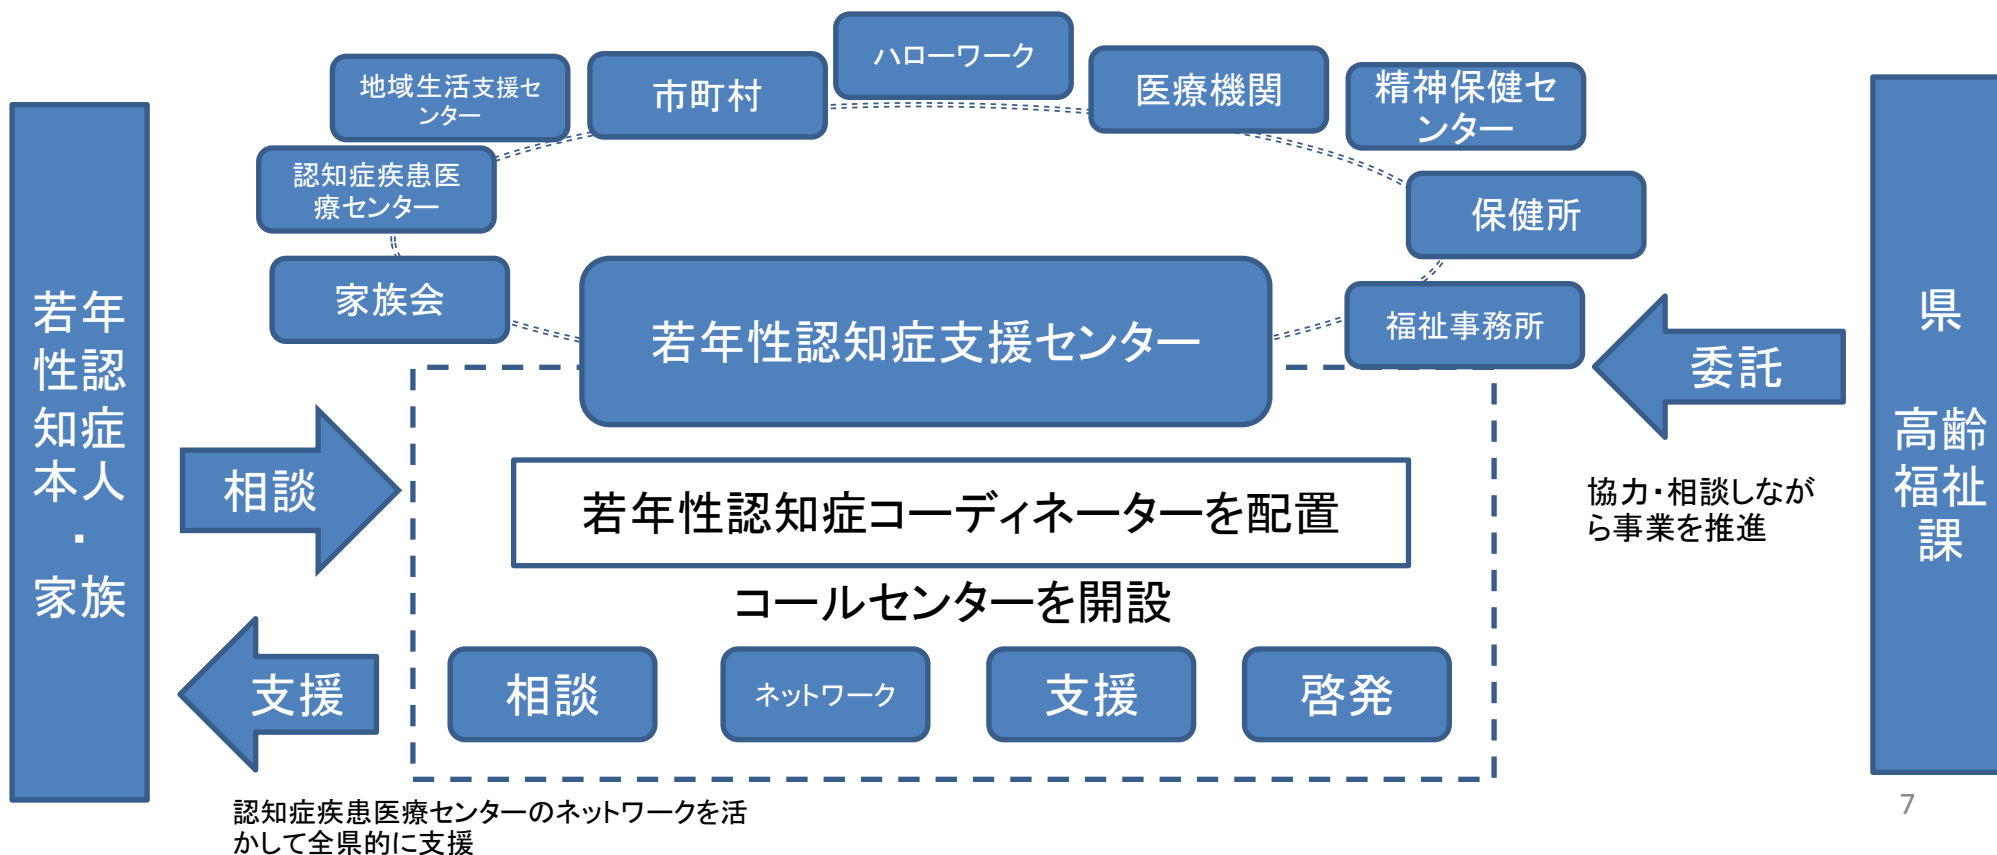 ハローワーク
地域生活支援セ
ンター
市町村
医療機関
精神保健セ
ンター
認知症疾患医
療センター
保健所
家族会
福祉事務所
若年性認知症支援センター
若年
性認
知症
本人
・
家族
県
高齢
福祉
課
委託
相談
若年性認知症コーディネーターを配置
協力・相談しなが
ら事業を推進
コールセンターを開設
支援
相談
ネットワーク
支援
啓発
認知症疾患医療センターのネットワークを活
かして全県的に支援
7